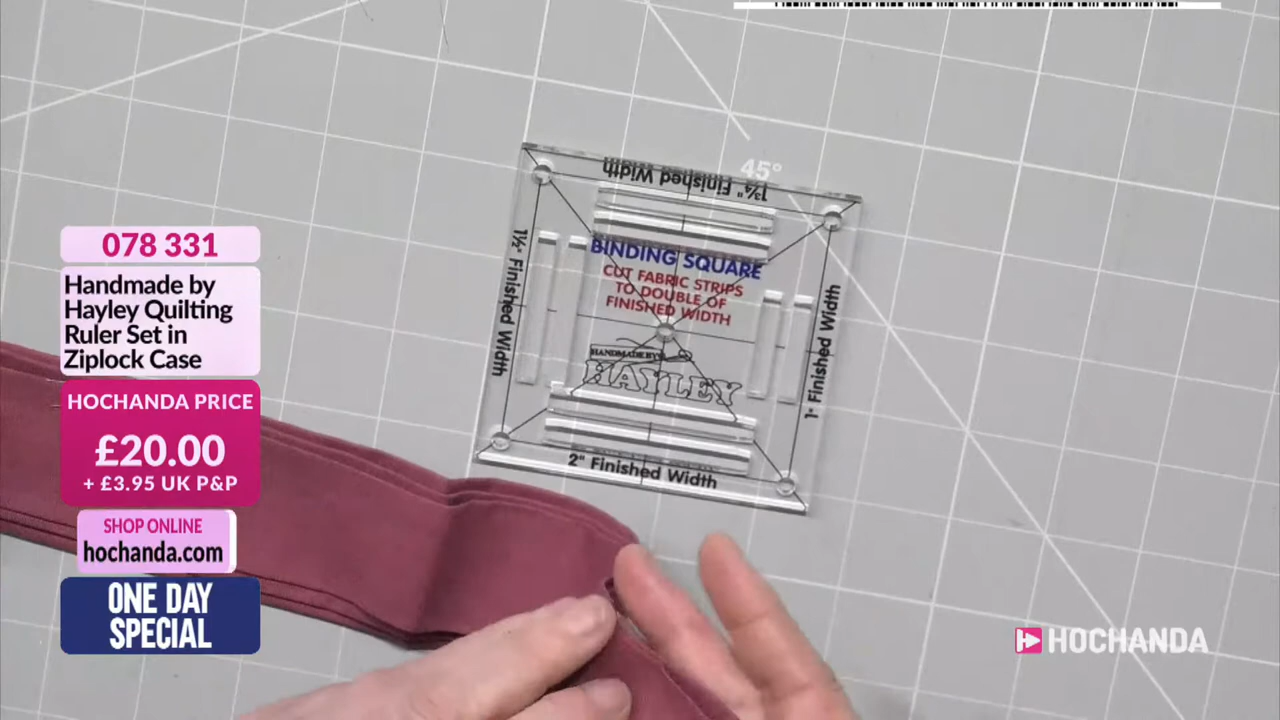 078 331
Handmade by
Hayley Quilting
Ruler Set in
Ziplock Case
HOCHANDA PRICE
£20.00
+ £3.95 UK P&P
SHOP ONLINE
hochanda.com
ONE DAY
SPECIAL
45°
1¾" Finished Width
1½" Finished Width
BINDING SQUARE
CUT FABRIC STRIPS
TO DOUBLE OF
FINISHED WIDTH
HANDMADE BY
HAYLEY
1" Finished Width
2" Finished Width
HOCHANDA